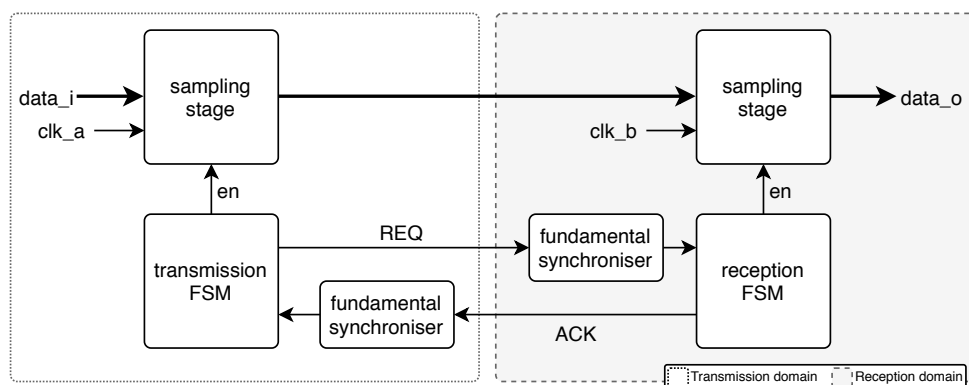 data_i
clk_a
sampling
stage
en
transmission
FSM
REQ
fundamental
synchroniser
ACK
fundamental
synchroniser
clk_b
sampling
stage
data_o
en
reception
FSM
Transmission domain
Reception domain